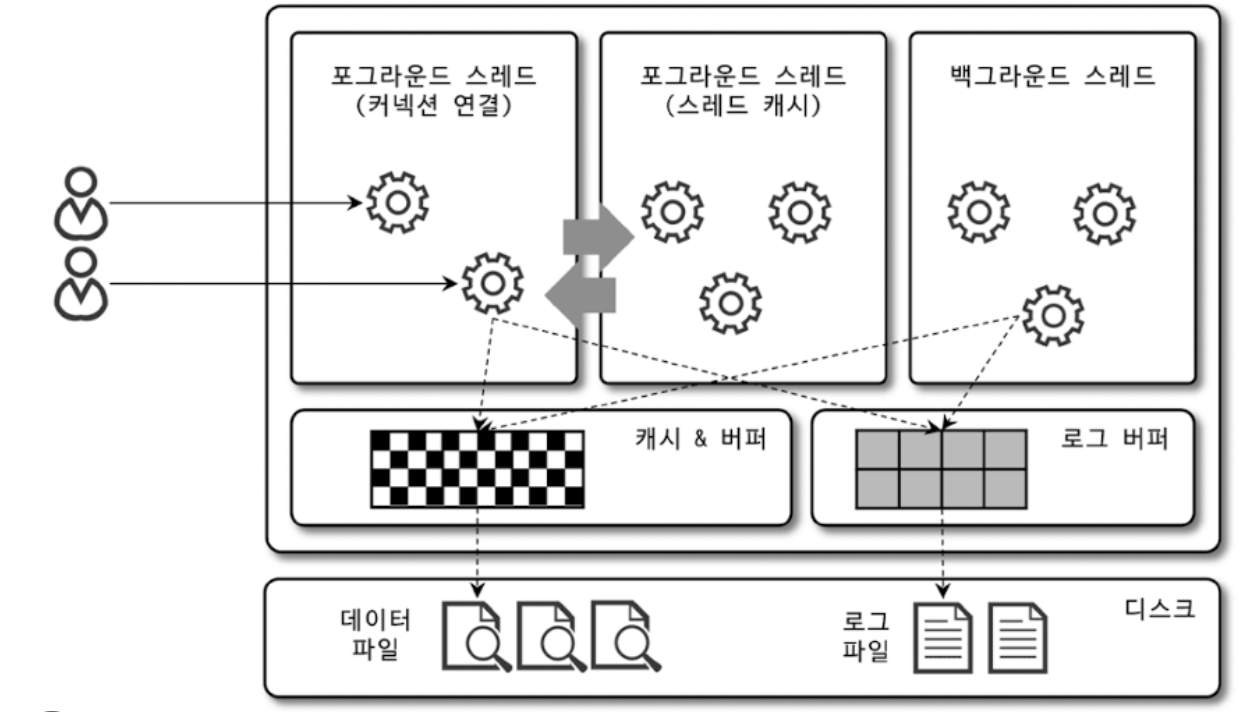 포그라운드 스레드
(커넥션 연결)
포그라운드 스레드
(스레드 캐시)
백그라운드 스레드
캐시 & 버퍼
로그 버퍼
데이터
파일
로그
파일
디스크